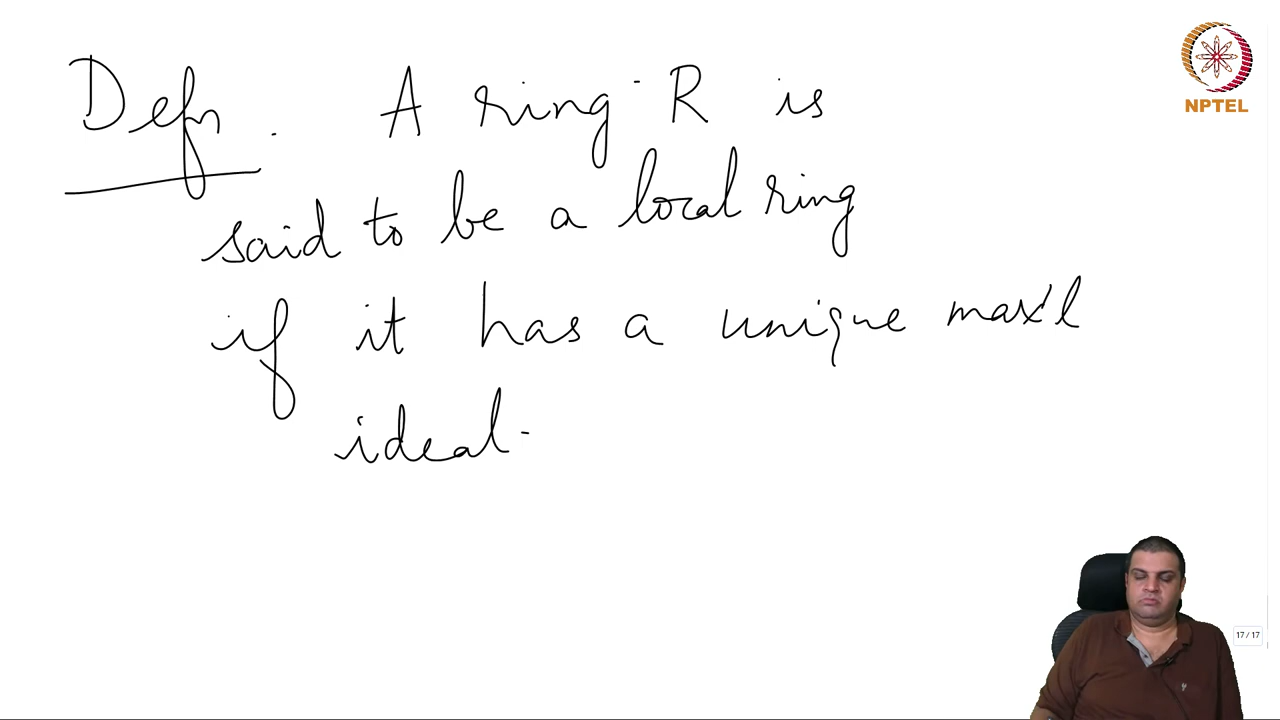 Defn. A ring R is
said to be a local ring
if it has a unique max'l
ideal.
NPTEL
17 / 17